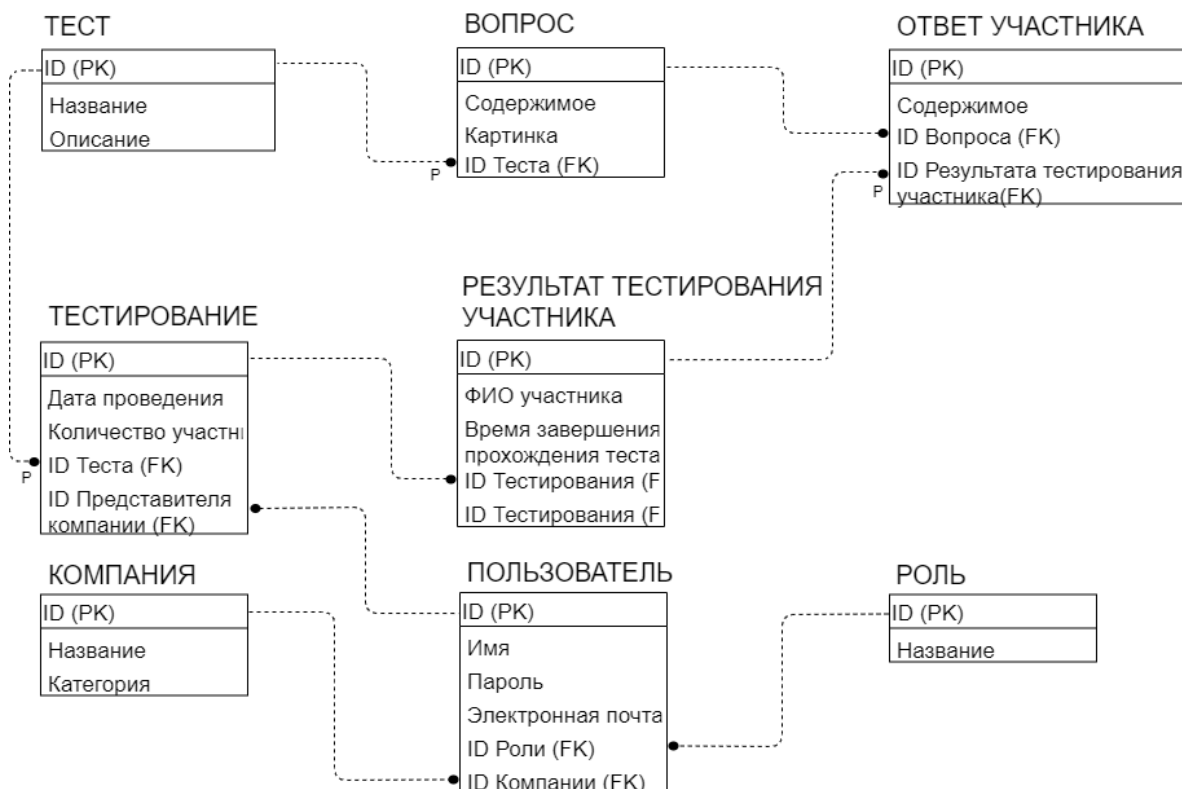 ТЕСТ
ID (PK)
Название
Описание
ВОПРОС
ID (PK)
Содержимое
Картинка
ID Теста (FK)
P
ОТВЕТ УЧАСТНИКА
ID (PK)
Содержимое
ID Вопроса (FK)
ID Результата тестирования
участника(FK)
P
ТЕСТИРОВАНИЕ
ID (PK)
Дата проведения
Количество участн
ID Теста (FK)
P
ID Представителя
компании (FK)
РЕЗУЛЬТАТ ТЕСТИРОВАНИЯ
УЧАСТНИКА
ID (PK)
ФИО участника
Время завершения
прохождения теста
ID Тестирования (F
ID Тестирования (F
КОМПАНИЯ
ID (PK)
Название
Категория
ПОЛЬЗОВАТЕЛЬ
ID (PK)
Имя
Пароль
Электронная почта
ID Роли (FK)
ID Компании (FK)
РОЛЬ
ID (PK)
Название